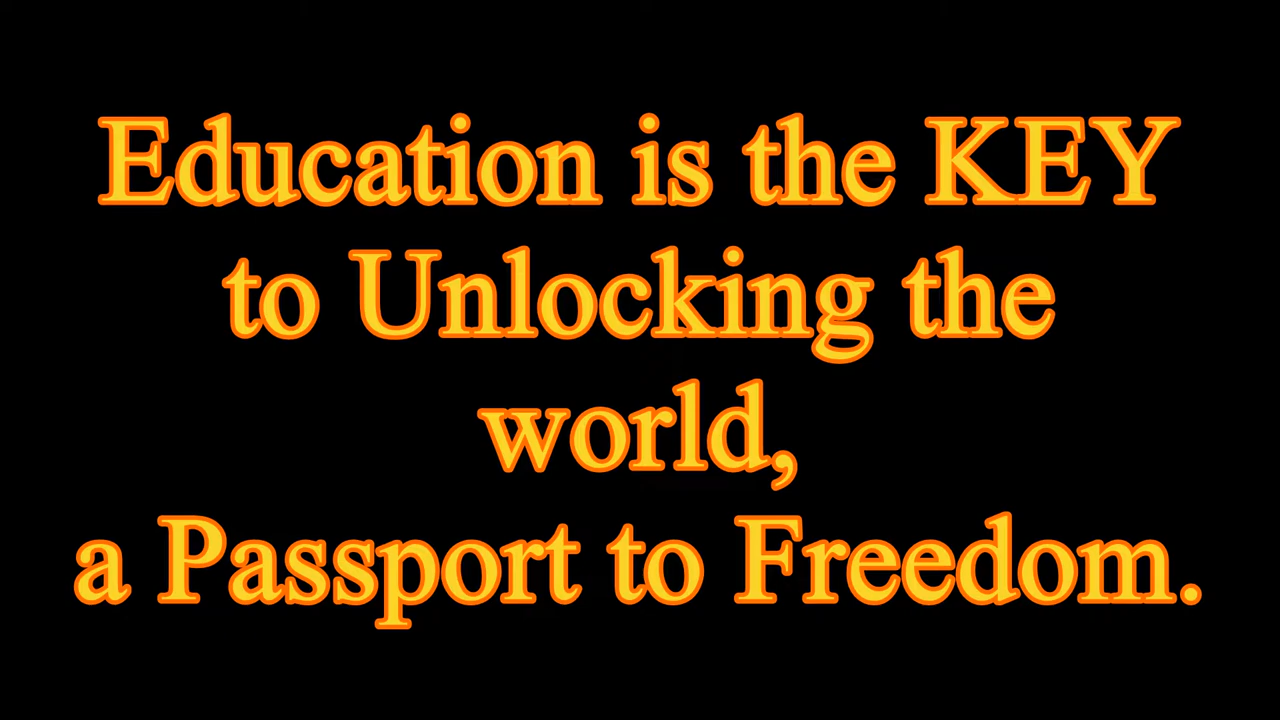 Education is the KEY
to Unlocking the
world,
a Passport to Freedom.